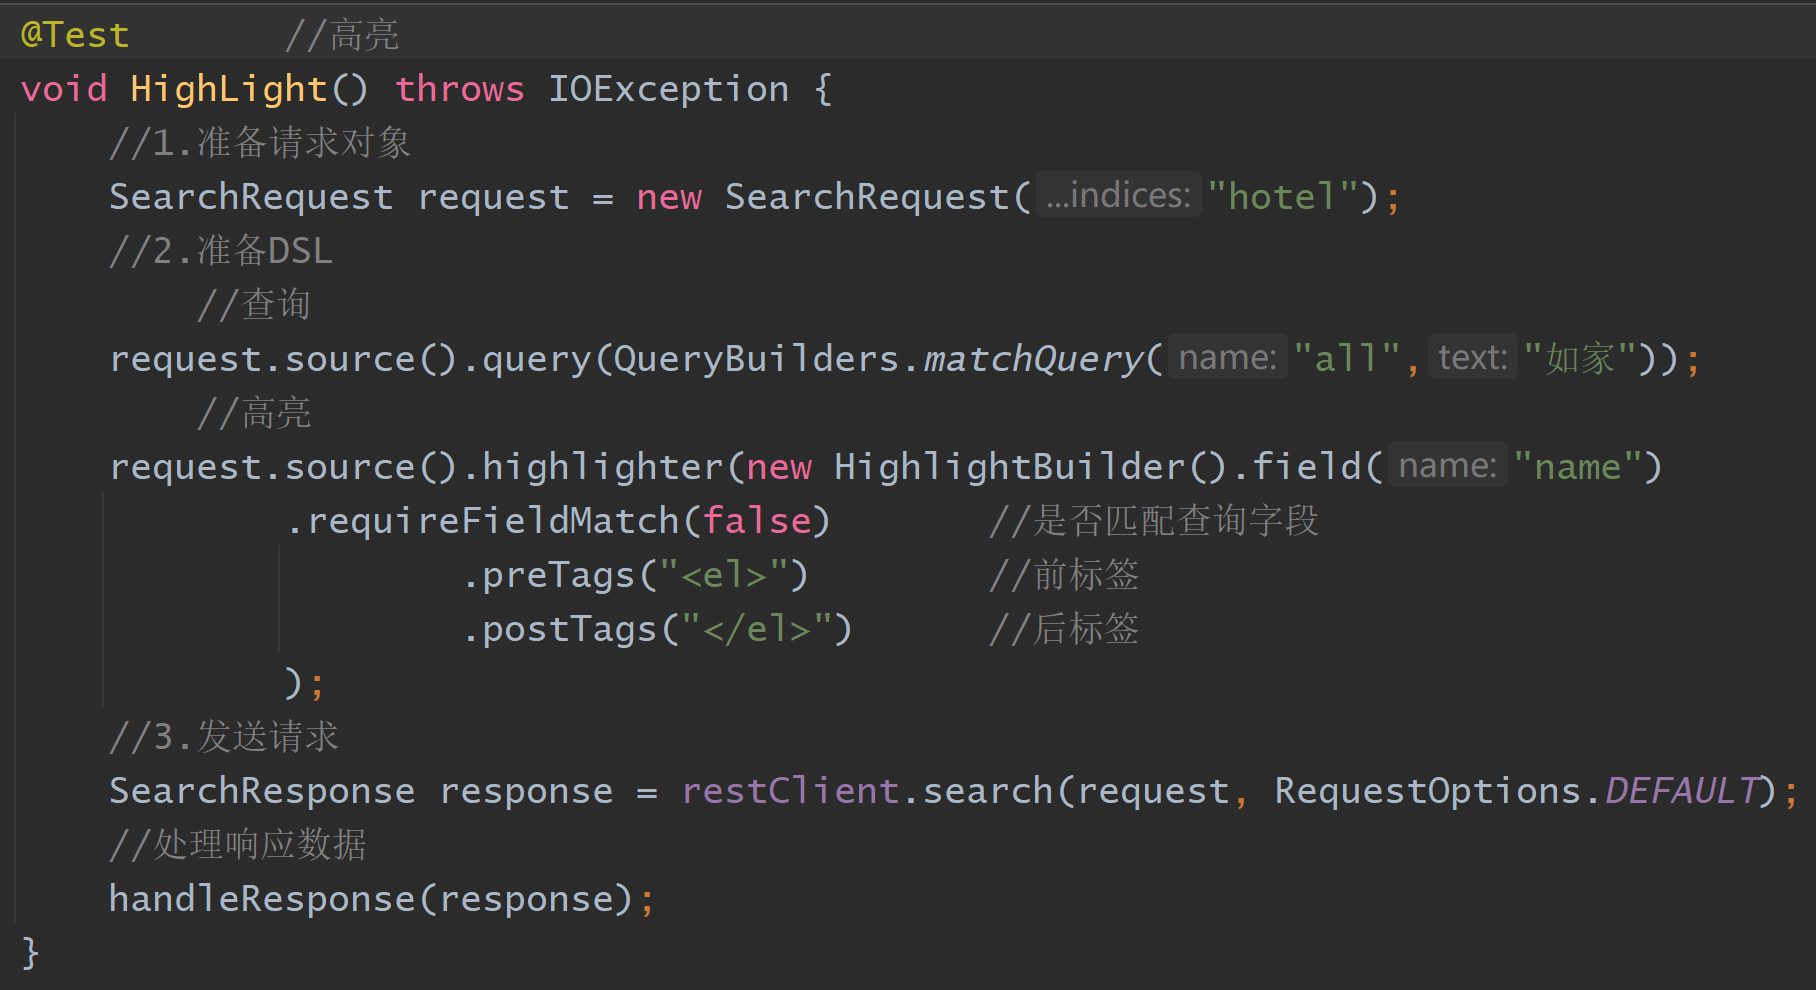 @Test //高亮
void HighLight() throws IOException {
//1.准备请求对象
SearchRequest request = new SearchRequest( ...indices: "hotel");
//2.准备DSL
//查询
request.source().query(QueryBuilders.matchQuery( name: "all", text: "如家"));
//高亮
request.source().highlighter(new HighlightBuilder().field( name: "name")
.requireFieldMatch(false) //是否匹配查询字段
.preTags("<el>") //前标签
.postTags("</el>") //后标签
);
//3.发送请求
SearchResponse response = restClient.search(request, RequestOptions.DEFAULT);
//处理响应数据
handleResponse(response);
}